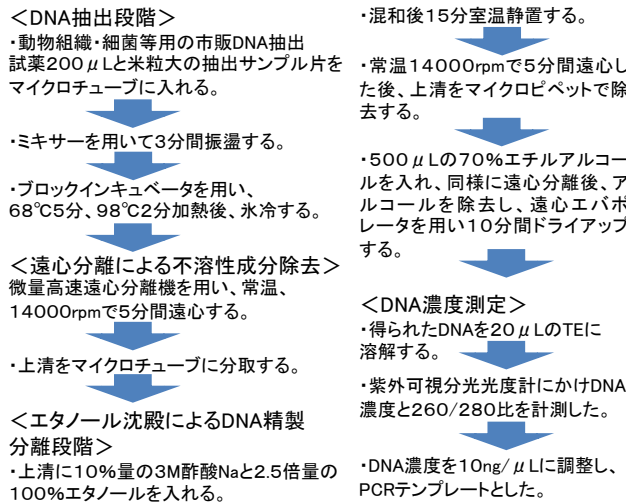 <DNA抽出段階>
・動物組織・細菌等用の市販DNA抽出
試薬200μLと米粒大の抽出サンプル片を
マイクロチューブに入れる。
・ミキサーを用いて3分間振盪する。
・ブロックインキュベータを用い、
68℃5分、98℃2分加熱後、氷冷する。
<遠心分離による不溶性成分除去>
微量高速遠心分離機を用い、常温、
14000rpmで5分間遠心する。
・上清をマイクロチューブに分取する。
<エタノール沈殿によるDNA精製
分離段階>
・上清に10%量の3M酢酸Naと2.5倍量の
100%エタノールを入れる。
・混和後15分室温静置する。
・常温14000rpmで5分間遠心し
た後、上清をマイクロピペットで除
去する。
・500μLの70%エチルアルコー
ルを入れ、同様に遠心分離後、ア
ルコールを除去し、遠心エバポ
レータを用い10分間ドライアップ
する。
<DNA濃度測定>
・得られたDNAを20μLのTEに
溶解する。
・紫外可視分光光度計にかけDNA
濃度と260/280比を計測した。
・DNA濃度を10ng/μLに調整し、
PCRテンプレートとした。